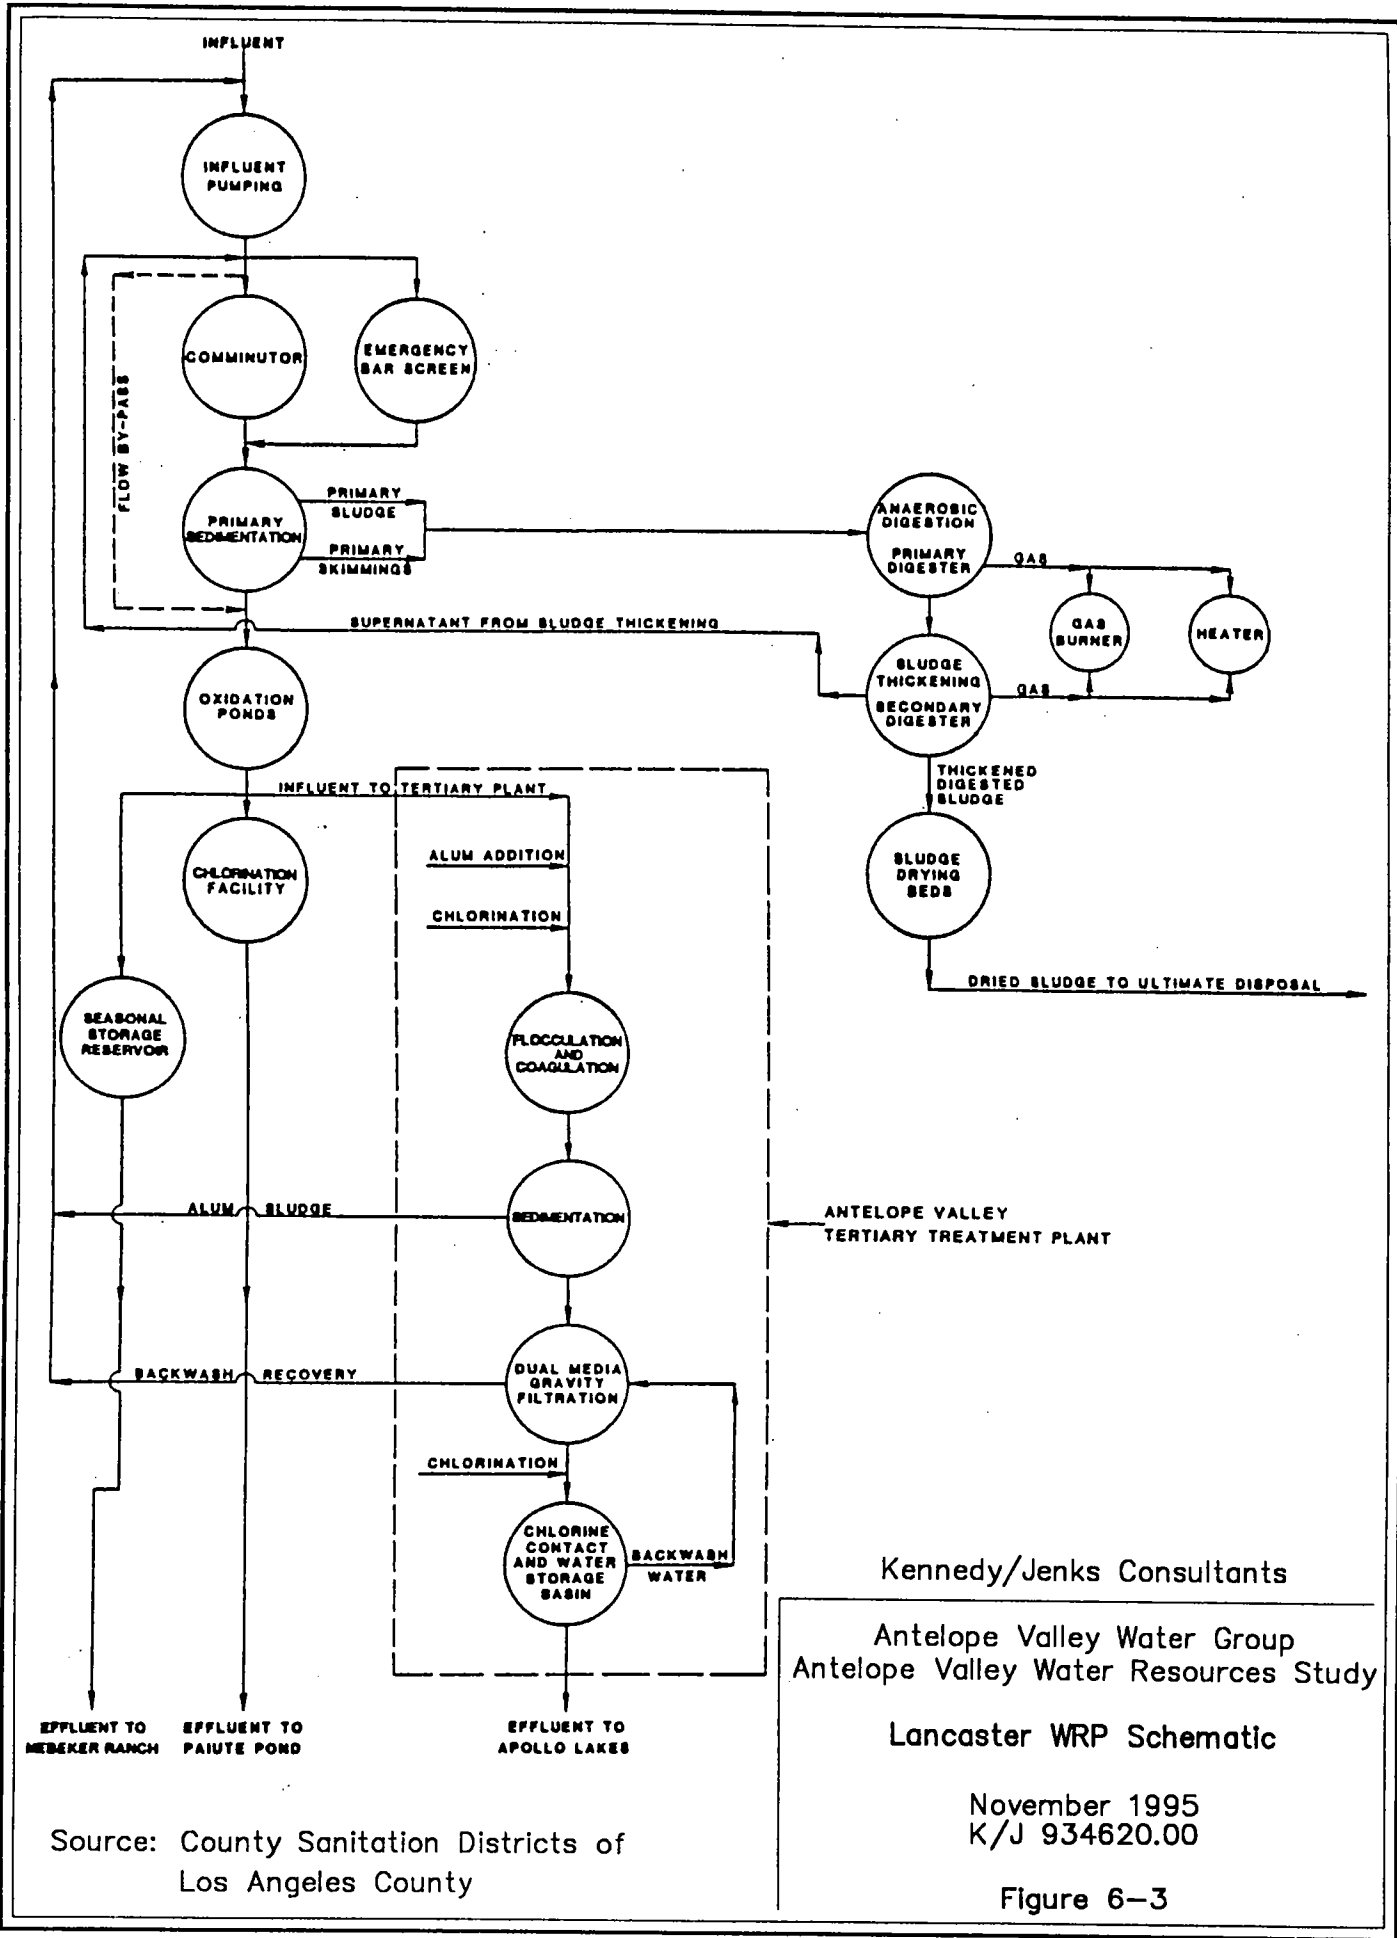 INFLUENT
INFLUENT
PUMPING
COMMINUTOR
EMERGENCY
BAR SCREEN
FLOW BY-PASS
PRIMARY
SEDIMENTATION
PRIMARY
SLUDGE
PRIMARY
SKIMMINGS
ANAEROBIC
DIGESTION
PRIMARY
DIGESTER
GAS
GAS
BURNER
HEATER
SUPERNATANT FROM SLUDGE THICKENING
SLUDGE
THICKENING
SECONDARY
DIGESTER
GAS
OXIDATION
PONDS
THICKENED
DIGESTED
SLUDGE
INFLUENT TO TERTIARY PLANT
CHLORINATION
FACILITY
ALUM ADDITION
CHLORINATION
SLUDGE
DRYING
BEDS
DRIED SLUDGE TO ULTIMATE DISPOSAL
SEASONAL
STORAGE
RESERVOIR
FLOCCULATION
AND
COAGULATION
ALUM SLUDGE
SEDIMENTATION
ANTELOPE VALLEY
TERTIARY TREATMENT PLANT
BACKWASH RECOVERY
DUAL MEDIA
GRAVITY
FILTRATION
CHLORINATION
CHLORINE
CONTACT
AND WATER
STORAGE
BASIN
BACKWASH
WATER
EFFLUENT TO
NEBEKER RANCH
EFFLUENT TO
PAIUTE POND
EFFLUENT TO
APOLLO LAKES
Kennedy/Jenks Consultants
Antelope Valley Water Group
Antelope Valley Water Resources Study
Lancaster WRP Schematic
November 1995
K/J 934620.00
Figure 6-3
Source: County Sanitation Districts of
Los Angeles County